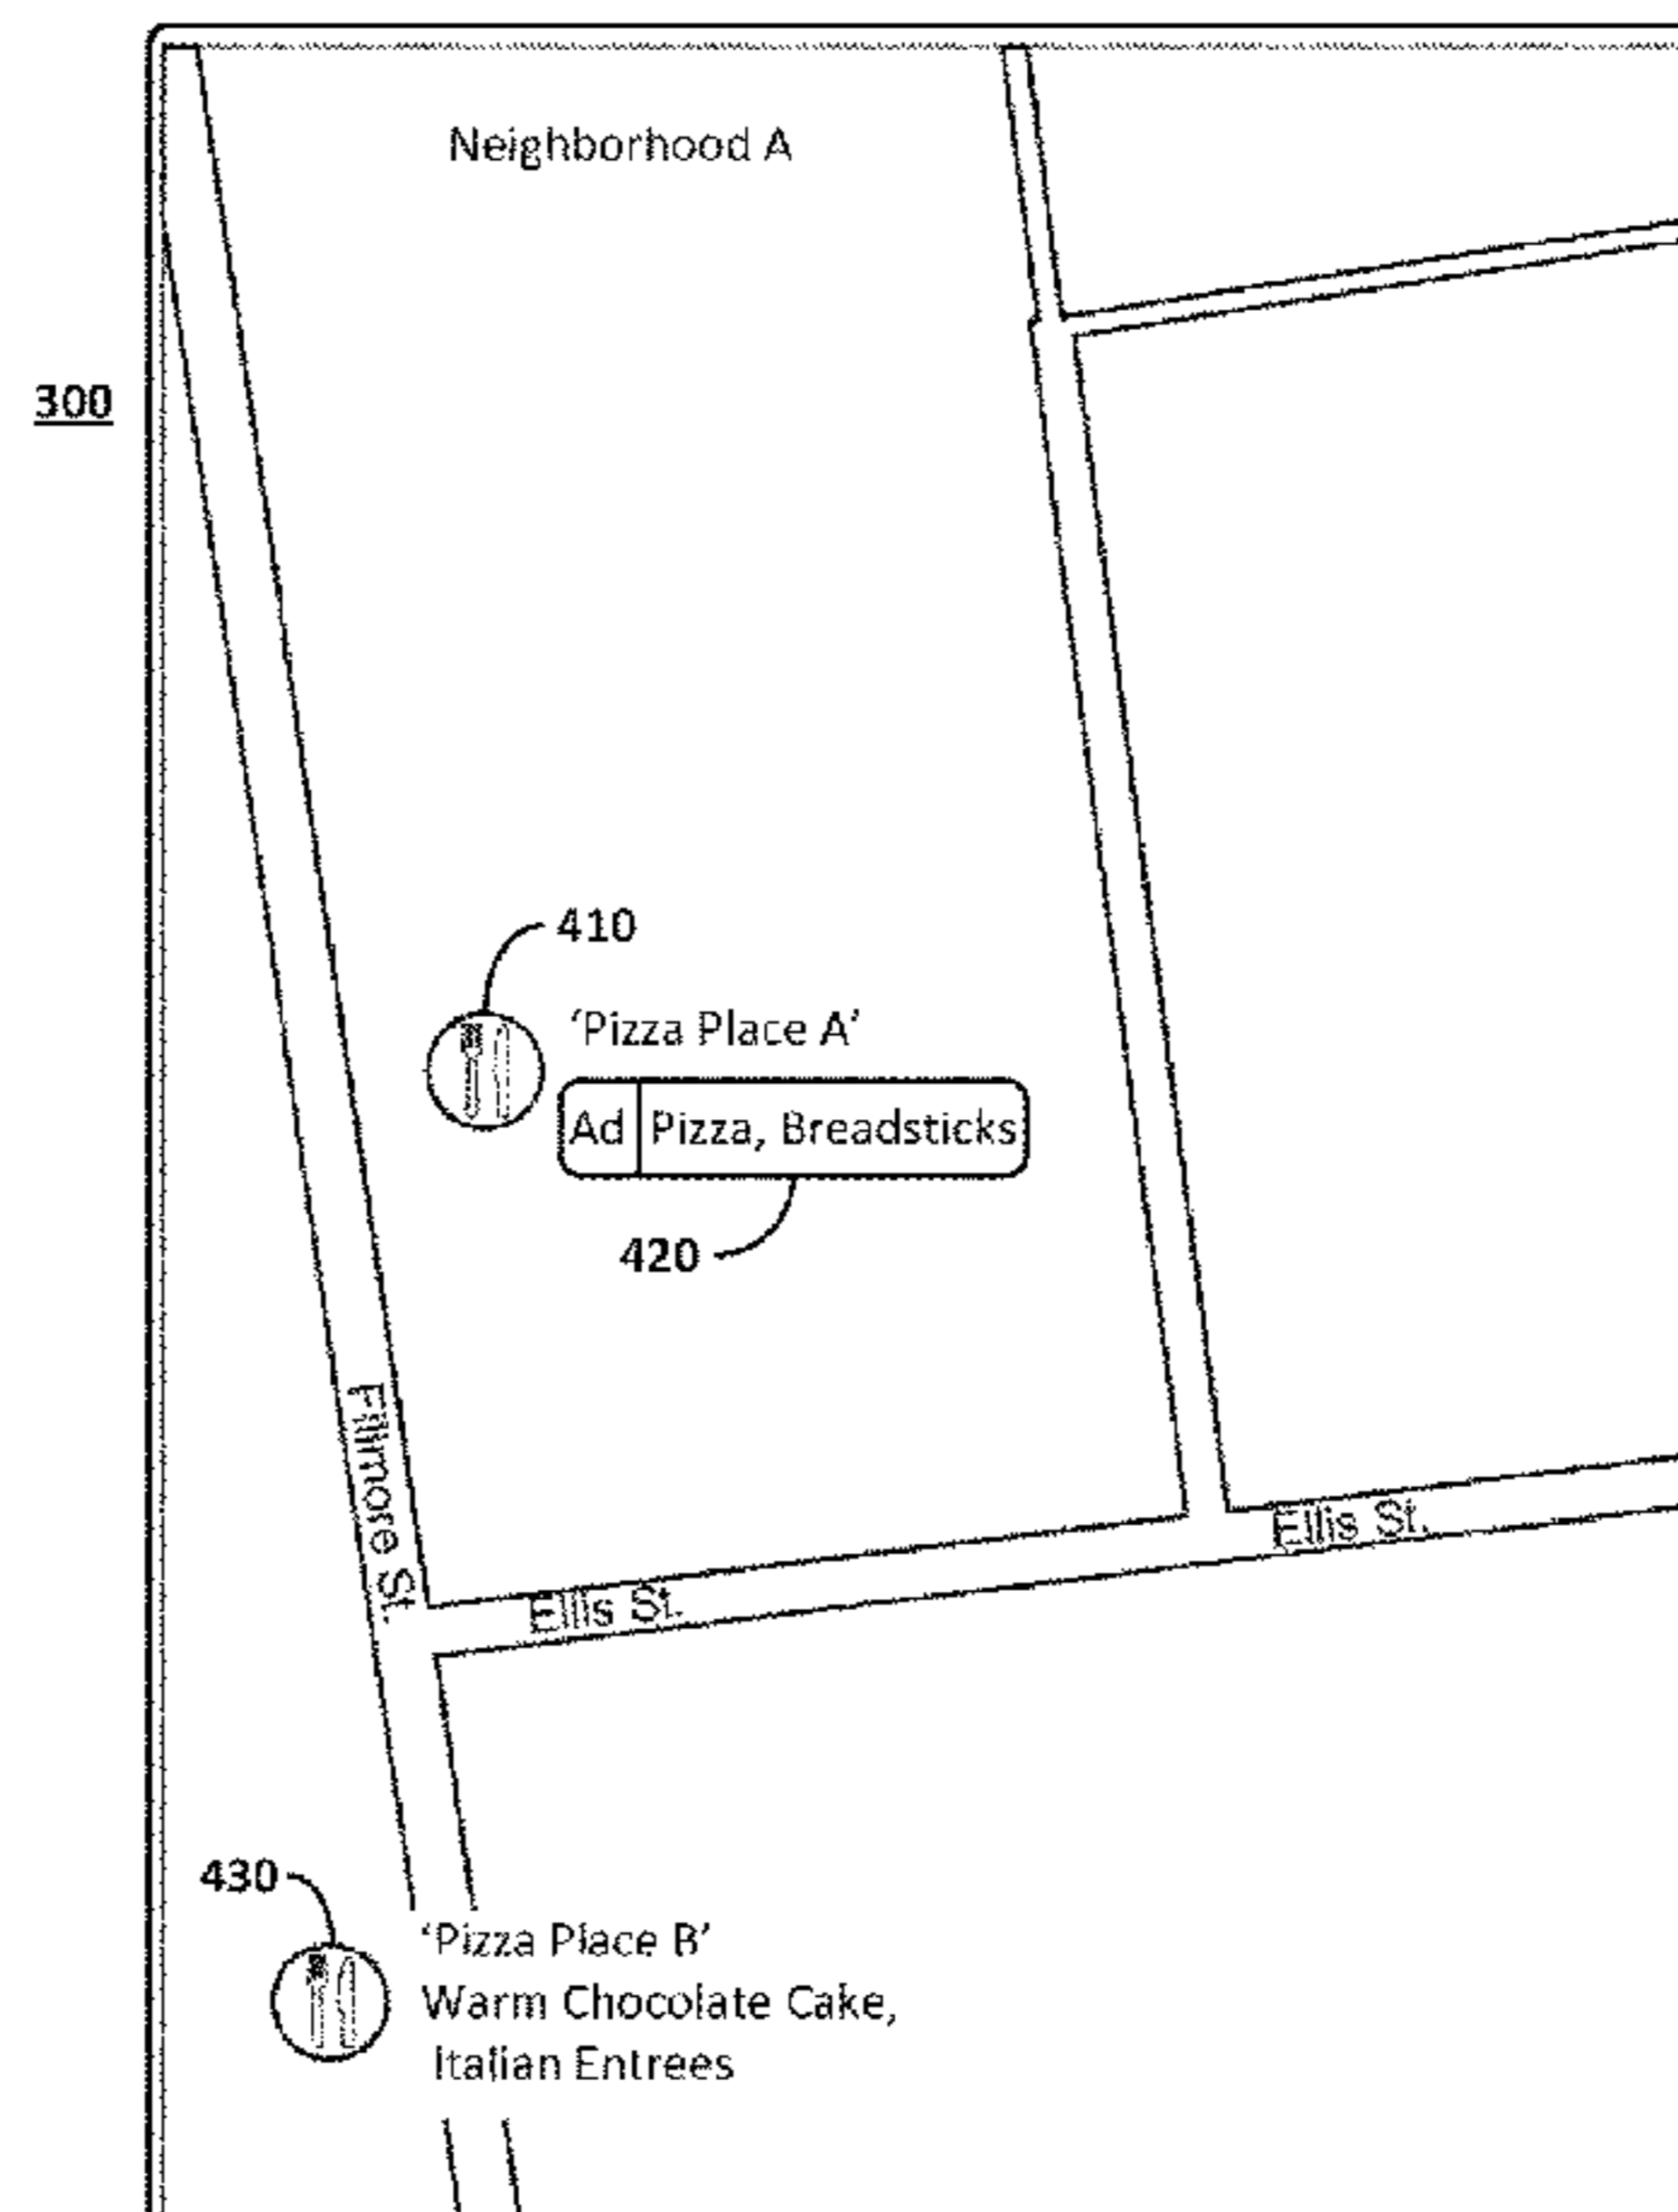 Neighborhood A
300
410
'Pizza Place A'
Ad Pizza, Breadsticks
420
Fillmore St.
Ellis St.
Ellis St.
430
'Pizza Place B'
Warm Chocolate Cake,
Italian Entrees